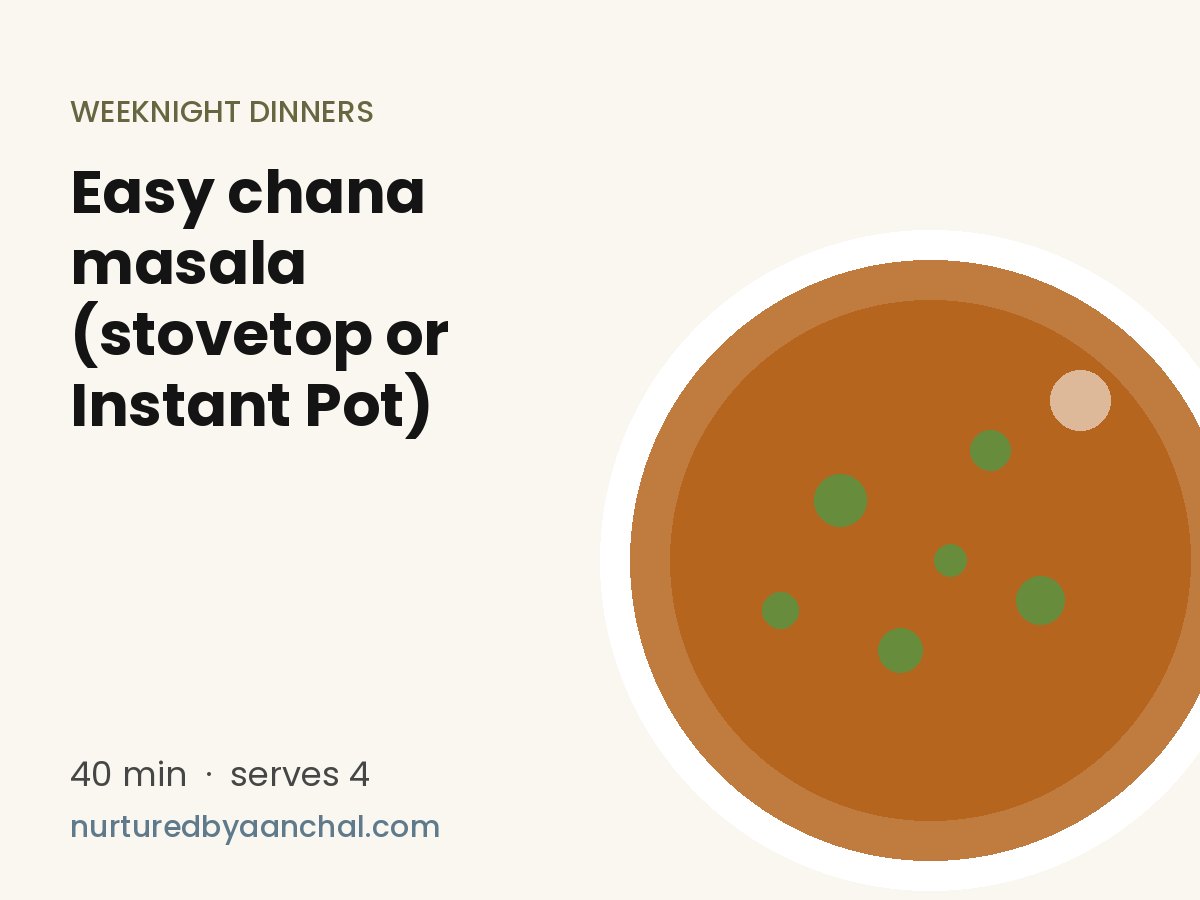 WEEKNIGHT DINNERS
Easy chana
masala
(stovetop or
Instant Pot)
40 min · serves 4
nurturedbyaanchal.com